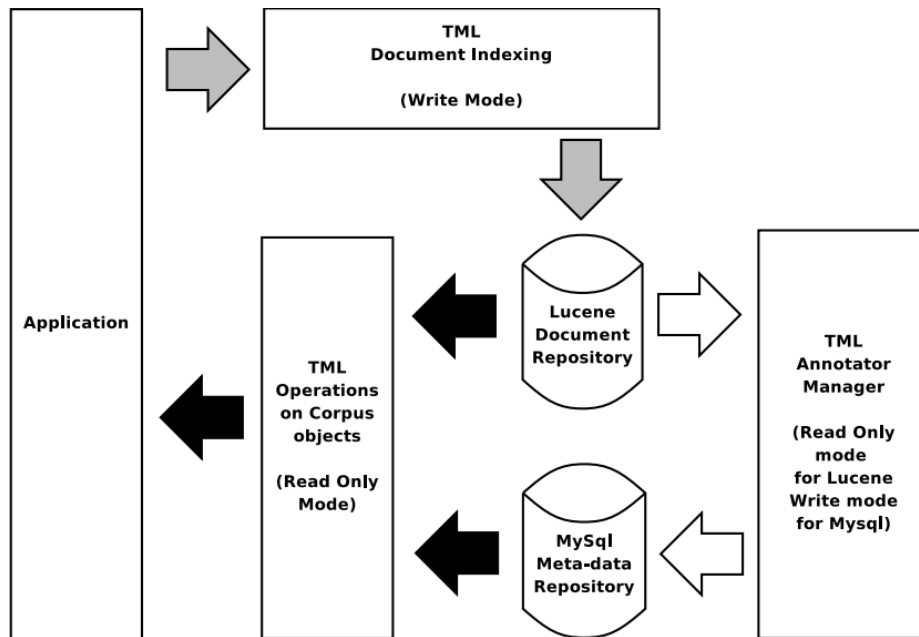 TML
Document Indexing
(Write Mode)
Application
TML
Operations
on Corpus
objects
(Read Only
Mode)
Lucene
Document
Repository
MySql
Meta-data
Repository
TML
Annotator
Manager
(Read Only
mode
for Lucene
Write mode
for Mysql)